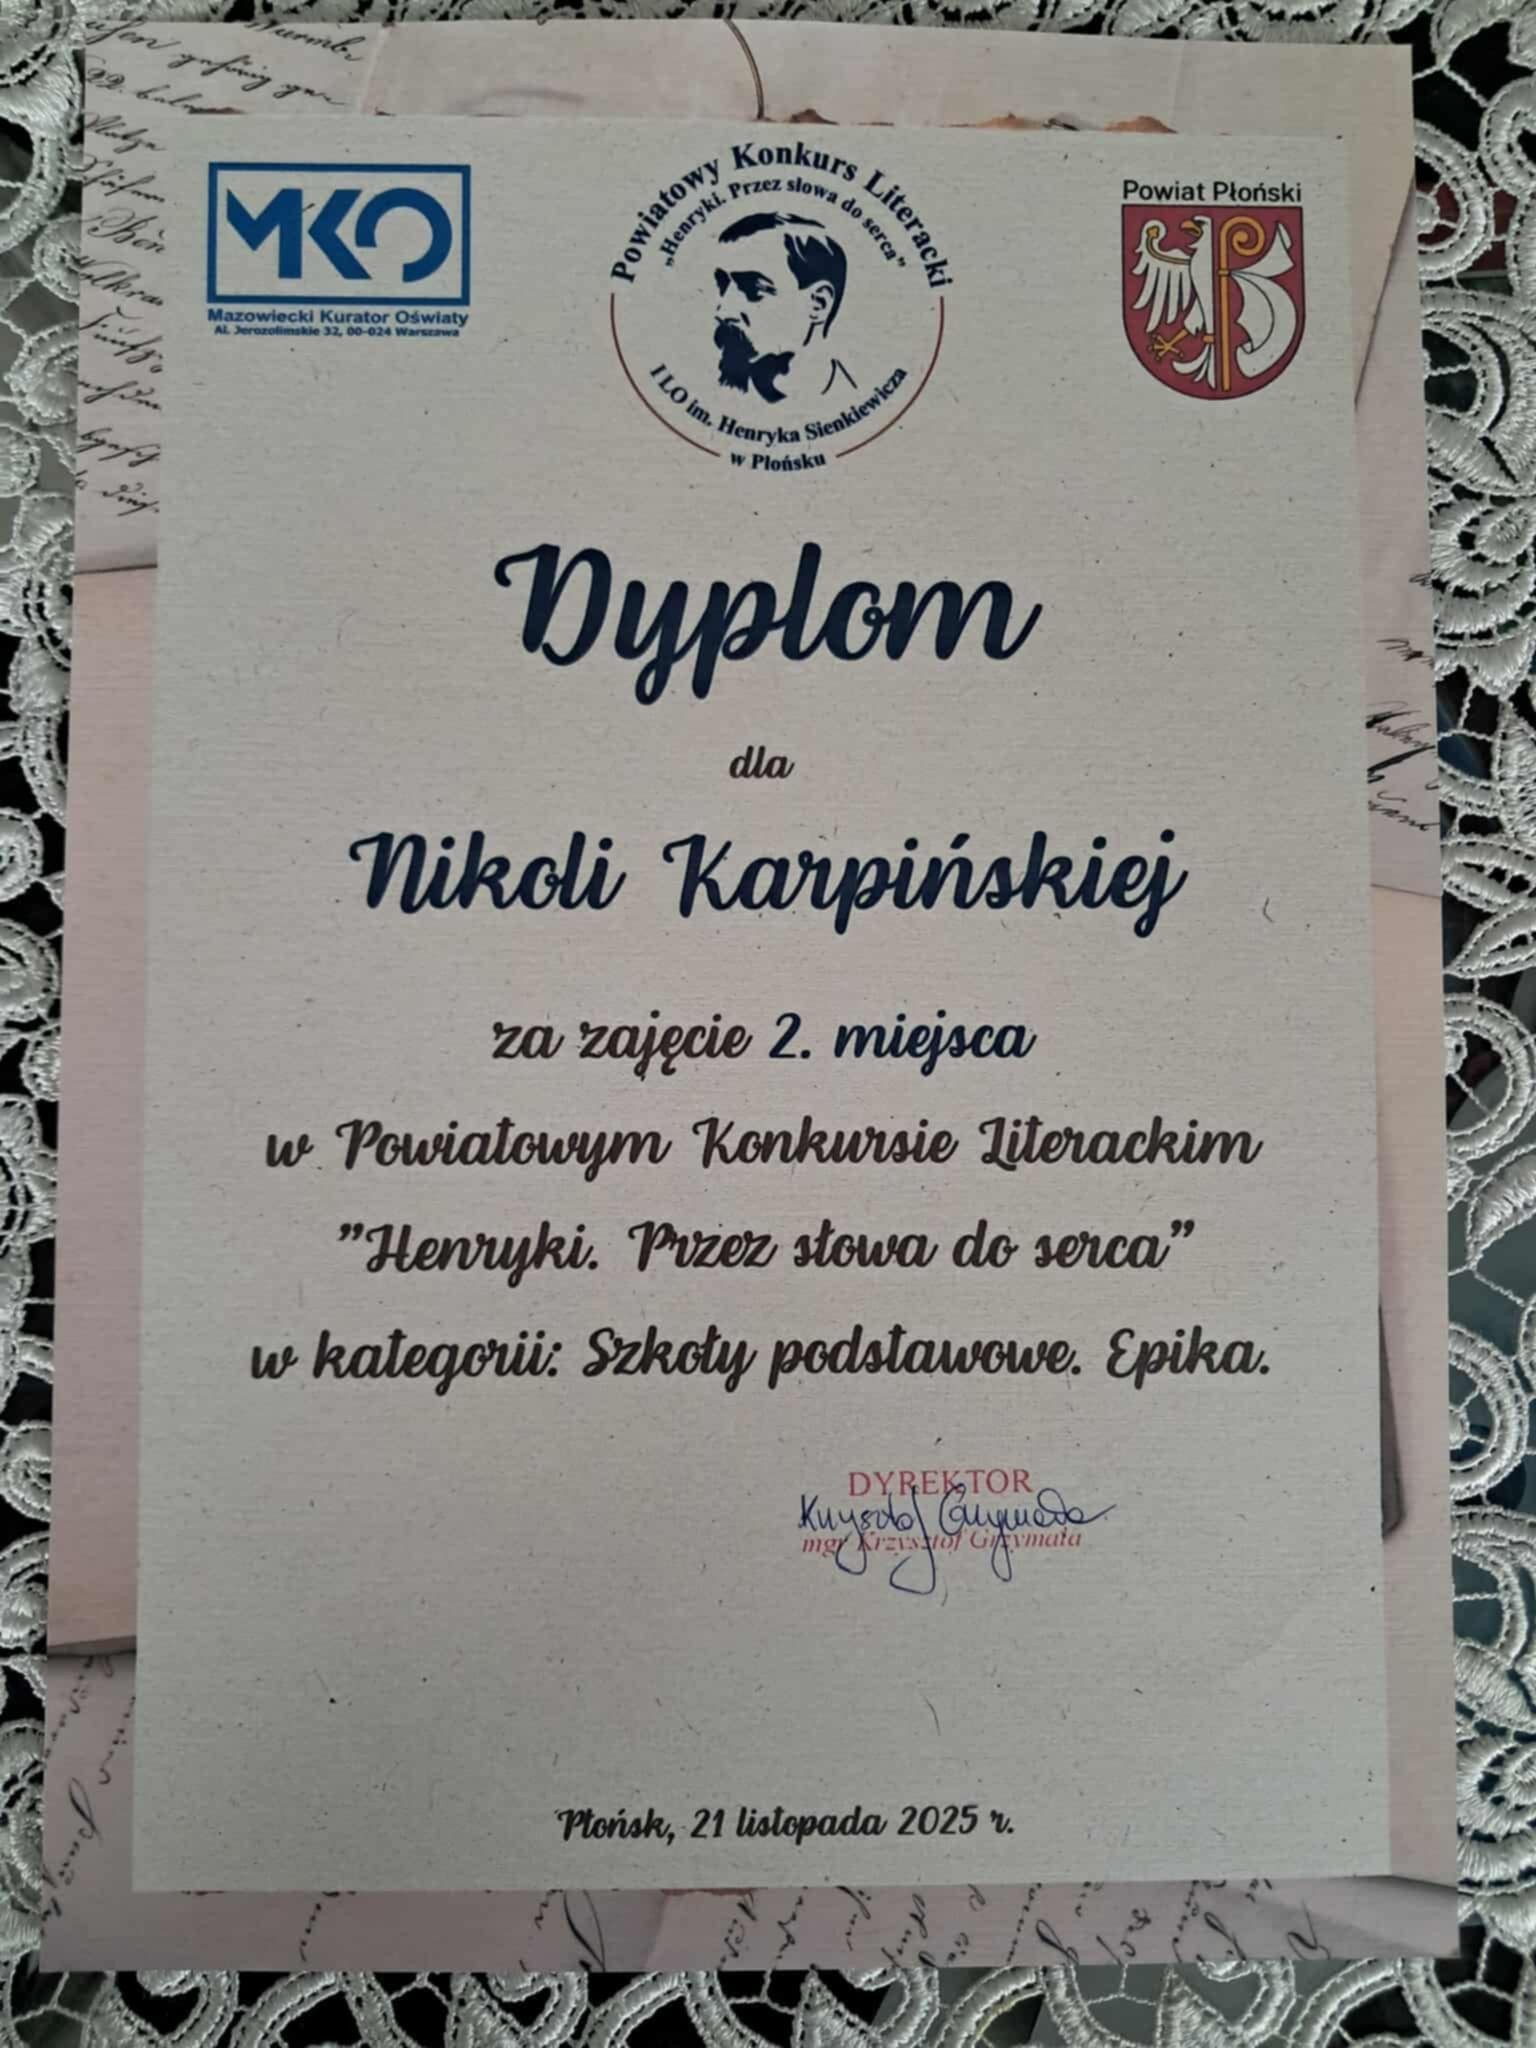 MKO
Mazowiecki Kurator Oświaty
Al. Jerozolimskie 32, 00-024 Warszawa
Powiatowy Konkurs Literacki
„Henryki. Przez słowa do serca”
I LO im. Henryka Sienkiewicza
w Płońsku
Powiat Płoński
Dyplom
dla
Nikoli Karpińskiej
za zajęcie 2. miejsca
w Powiatowym Konkursie Literackim
”Henryki. Przez słowa do serca”
w kategorii: Szkoły podstawowe. Epika.
DYREKTOR
Krzysztof Grzymała
mgr Krzysztof Grzymała
Płońsk, 21 listopada 2025 r.